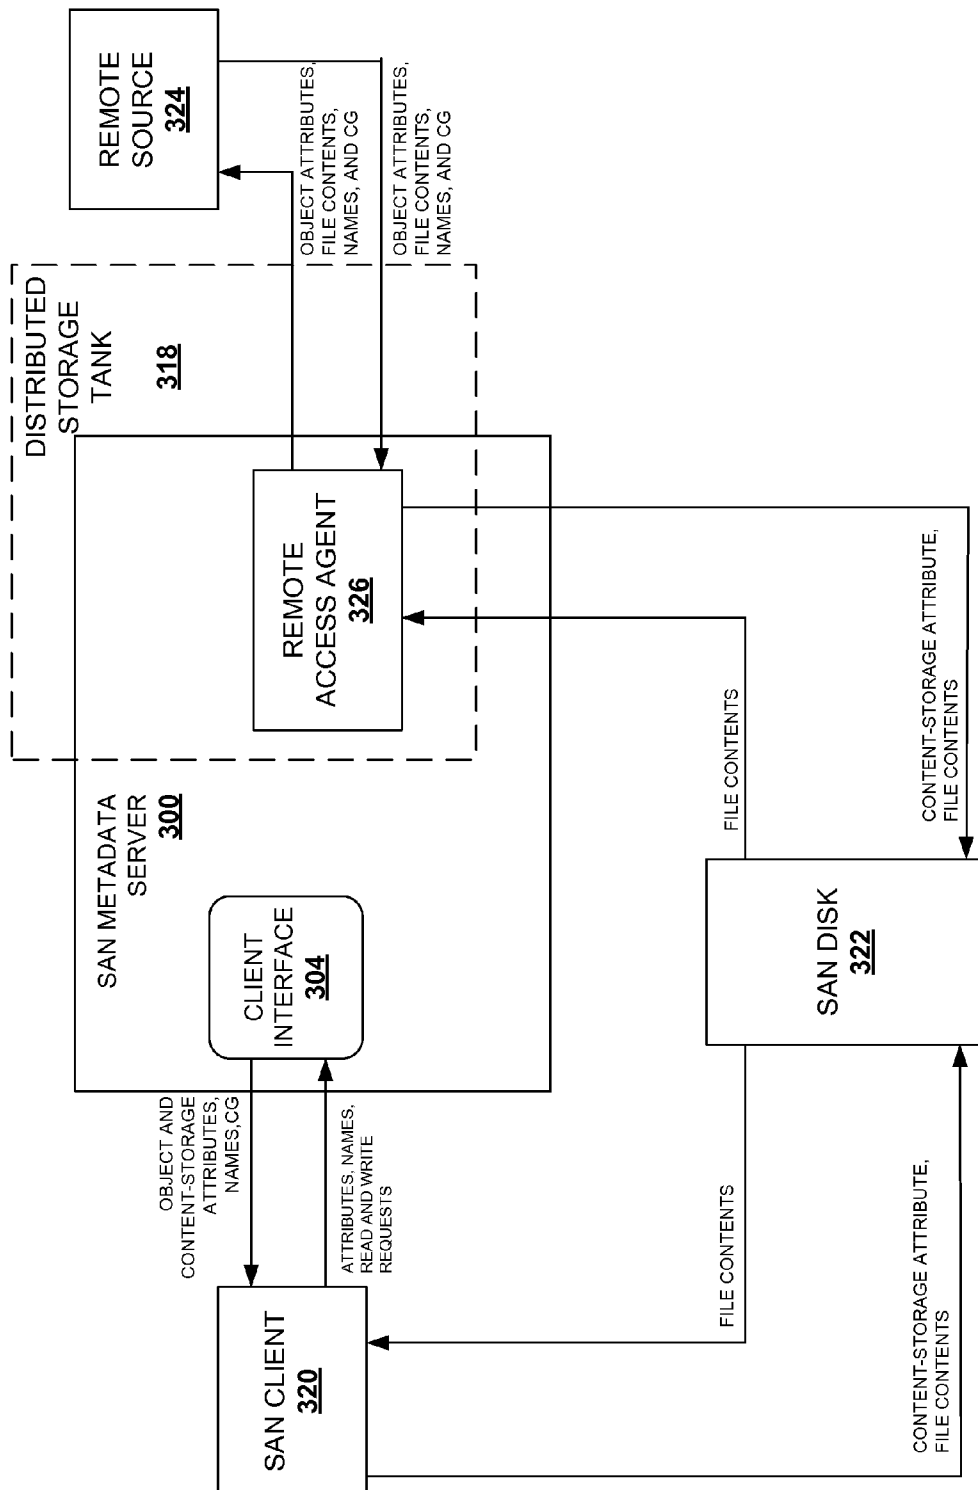 REMOTE
SOURCE
324
OBJECT ATTRIBUTES,
FILE CONTENTS,
NAMES, AND CG
OBJECT ATTRIBUTES,
FILE CONTENTS,
NAMES, AND CG
DISTRIBUTED
STORAGE
TANK
318
REMOTE
ACCESS AGENT
326
SAN METADATA
SERVER
300
CLIENT
INTERFACE
304
OBJECT AND
CONTENT-STORAGE
ATTRIBUTES,
NAMES,CG
ATTRIBUTES, NAMES,
READ AND WRITE
REQUESTS
SAN CLIENT
320
FILE CONTENTS
CONTENT-STORAGE ATTRIBUTE,
FILE CONTENTS
SAN DISK
322
FILE CONTENTS
CONTENT-STORAGE ATTRIBUTE,
FILE CONTENTS